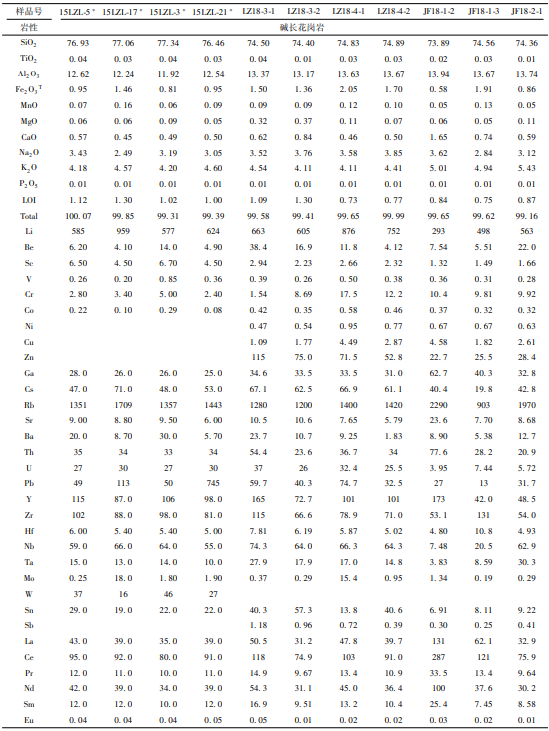 样品号 15LZL-5* 15LZL-17* 15LZL-3* 15LZL-21* LZ18-3-1 LZ18-3-2 LZ18-4-1 LZ18-4-2 JF18-1-2 JF18-1-3 JF18-2-1
岩性 碱长花岗岩
SiO2 76.93 77.06 77.34 76.46 74.50 74.40 74.83 74.89 73.89 74.56 74.36
TiO2 0.04 0.03 0.04 0.03 0.04 0.01 0.03 0.03 0.02 0.03 0.01
Al2O3 12.62 12.24 11.92 12.54 13.37 13.17 13.63 13.67 13.94 13.67 13.74
Fe2O3T 0.95 1.46 0.81 0.95 1.50 1.36 2.05 1.70 0.58 1.91 0.86
MnO 0.07 0.16 0.06 0.09 0.09 0.09 0.12 0.10 0.05 0.13 0.05
MgO 0.06 0.06 0.09 0.05 0.32 0.37 0.11 0.07 0.06 0.05 0.11
CaO 0.57 0.45 0.49 0.50 0.62 0.84 0.46 0.50 1.65 0.74 0.59
Na2O 3.43 2.49 3.19 3.05 3.52 3.76 3.58 3.85 3.62 2.84 3.12
K2O 4.18 4.57 4.20 4.60 4.54 4.11 4.11 4.41 5.01 4.94 5.43
P2O5 0.01 0.01 0.01 0.01 0.01 0.01 0.01 0.01 0.01 0.01 0.01
LOI 1.12 1.30 1.02 1.00 1.09 1.30 0.73 0.77 0.84 0.75 0.87
Total 100.07 99.85 99.31 99.39 99.58 99.41 99.65 99.99 99.65 99.62 99.16
Li 585 959 577 624 663 605 876 752 293 498 563
Be 6.20 4.10 14.0 4.90 38.4 16.9 11.8 4.12 7.54 5.51 22.0
Sc 6.50 4.50 6.70 4.50 2.94 2.23 2.66 2.32 1.32 1.49 1.66
V 0.26 0.20 0.85 0.36 0.39 0.26 0.50 0.38 0.36 0.31 0.28
Cr 2.80 3.40 5.00 2.40 1.54 8.69 17.5 12.2 10.4 9.81 9.92
Co 0.22 0.10 0.29 0.08 0.42 0.35 0.58 0.46 0.37 0.32 0.32
Ni 0.47 0.54 0.95 0.77 0.67 0.67 0.63
Cu 1.09 1.77 4.49 2.87 4.58 1.82 2.61
Zn 115 75.0 71.5 52.8 22.7 25.5 28.4
Ga 28.0 26.0 26.0 25.0 34.6 33.5 33.5 31.0 62.7 40.3 32.8
Cs 47.0 71.0 48.0 53.0 67.1 62.5 66.9 61.1 40.4 19.8 42.8
Rb 1351 1709 1357 1443 1280 1200 1400 1420 2290 903 1970
Sr 9.00 8.80 9.50 6.00 10.5 10.6 7.65 5.79 23.6 7.70 8.68
Ba 20.0 8.70 30.0 5.70 23.7 10.7 9.25 1.83 8.90 5.38 12.7
Th 35 34 33 34 54.4 23.6 36.7 34 77.6 28.2 20.9
U 27 30 27 30 37 26 32.4 25.5 3.95 7.44 5.72
Pb 49 113 50 745 59.7 40.3 74.7 32.5 27 13 31.7
Y 115 87.0 106 98.0 165 72.7 101 101 173 42.0 48.5
Zr 102 88.0 98.0 81.0 115 66.6 78.9 71.0 53.1 131 54.0
Hf 6.00 5.40 5.40 5.00 7.81 6.19 5.87 5.02 4.80 10.8 4.93
Nb 59.0 66.0 64.0 55.0 74.3 64.0 66.3 64.3 7.48 20.5 62.9
Ta 15.0 13.0 14.0 10.0 27.9 17.9 17.0 14.8 3.83 8.59 30.3
Mo 0.25 18.0 1.80 1.90 0.37 0.29 15.4 0.95 1.34 0.19 0.29
W 37 16 46 27
Sn 29.0 19.0 22.0 22.0 40.3 57.3 13.8 40.6 6.91 8.11 9.22
Sb 1.18 0.96 0.72 0.39 0.30 0.25 0.41
La 43.0 39.0 35.0 39.0 50.5 31.2 47.8 39.7 131 62.1 32.9
Ce 95.0 92.0 80.0 91.0 118 74.9 103 91.0 287 121 75.9
Pr 12.0 11.0 10.0 11.0 14.9 9.67 13.4 10.9 33.5 13.4 9.64
Nd 42.0 39.0 34.0 39.0 54.3 31.1 45.0 36.4 100 37.6 30.2
Sm 12.0 12.0 10.0 12.0 16.9 9.51 13.2 10.4 25.4 7.45 8.58
Eu 0.04 0.04 0.04 0.05 0.05 0.01 0.02 0.02 0.03 0.02 0.01